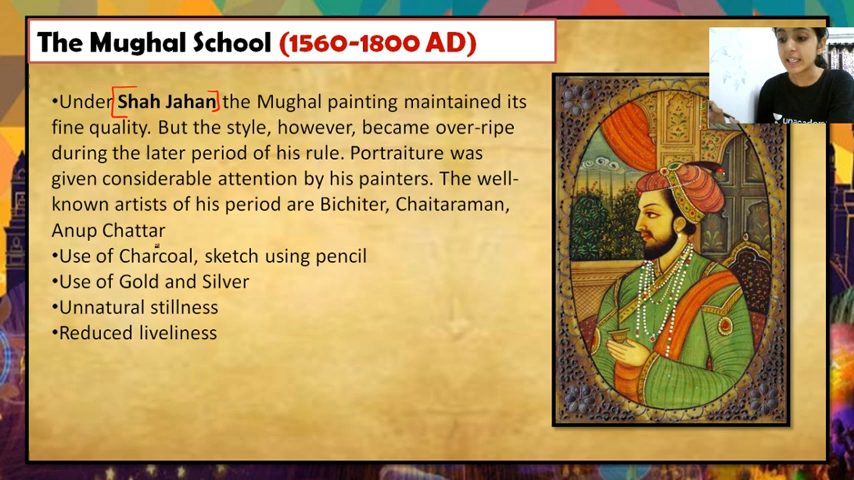 The Mughal School (1560-1800 AD)
•Under Shah Jahan the Mughal painting maintained its
fine quality. But the style, however, became over-ripe
during the later period of his rule. Portraiture was
given considerable attention by his painters. The well-
known artists of his period are Bichiter, Chaitaraman,
Anup Chattar
•Use of Charcoal, sketch using pencil
•Use of Gold and Silver
•Unnatural stillness
•Reduced liveliness